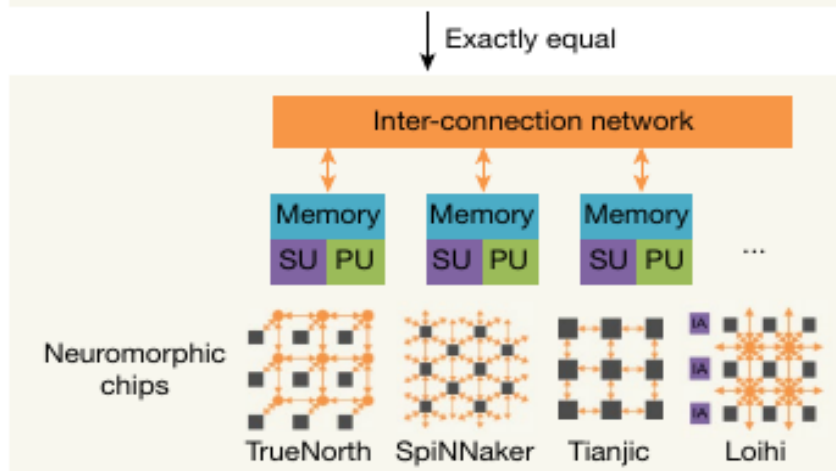 Exactly equal
Inter-connection network
Memory Memory Memory
SU PU SU PU SU PU ...
Neuromorphic
chips
IA
IA
IA
TrueNorth SpiNNaker Tianjic Loihi